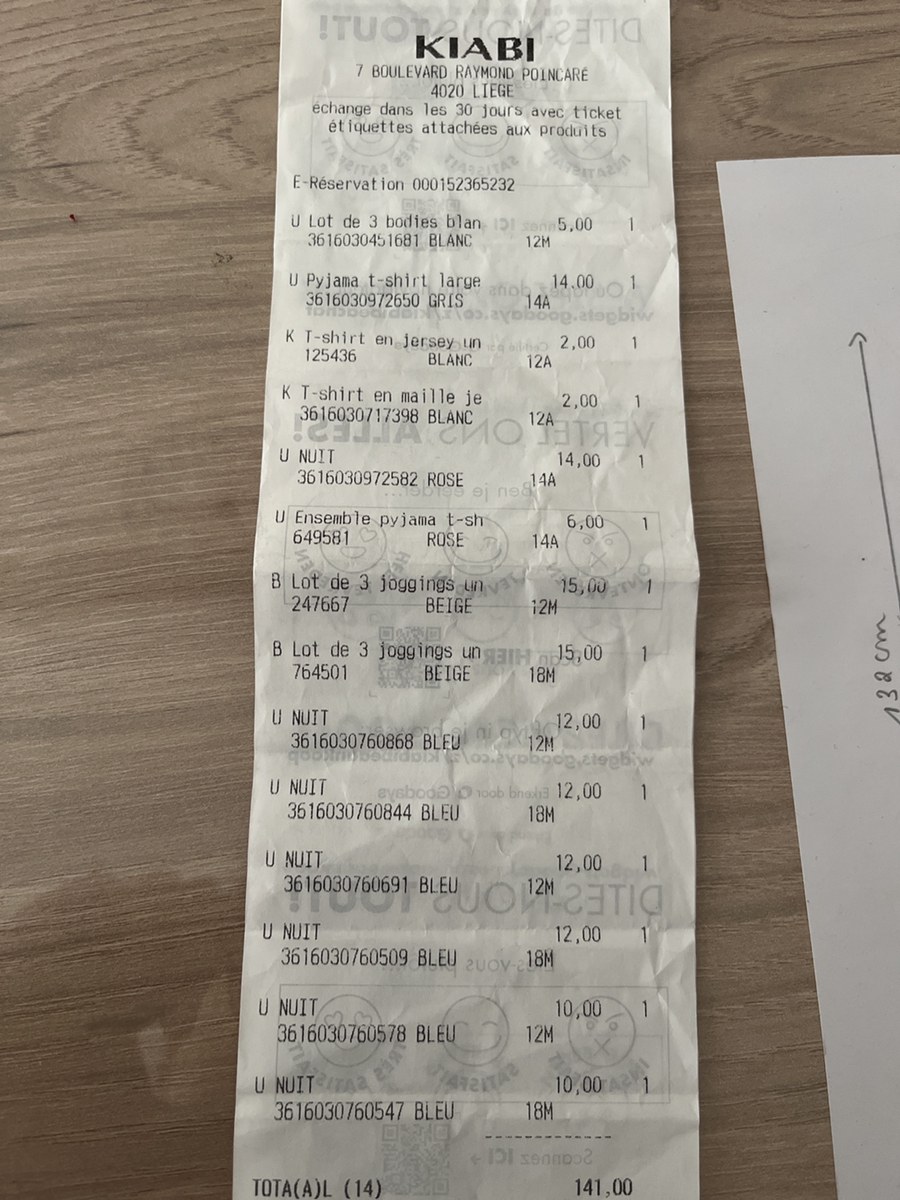 KIABI
7 BOULEVARD RAYMOND POINCARÉ
4020 LIEGE
échange dans les 30 jours avec ticket
étiquettes attachées aux produits
E-Réservation 000152365232
U Lot de 3 bodies blan 5,00 1
3616030451681 BLANC 12M
U Pyjama t-shirt large 14,00 1
3616030972650 GRIS 14A
K T-shirt en jersey un 2,00 1
125436 BLANC 12A
K T-shirt en maille je 2,00 1
3616030717398 BLANC 12A
U NUIT 14,00 1
3616030972582 ROSE 14A
U Ensemble pyjama t-sh 6,00 1
649581 ROSE 14A
B Lot de 3 joggings un 15,00 1
247667 BEIGE 12M
B Lot de 3 joggings un 15,00 1
764501 BEIGE 18M
U NUIT 12,00 1
3616030760868 BLEU 12M
U NUIT 12,00 1
3616030760844 BLEU 18M
U NUIT 12,00 1
3616030760691 BLEU 12M
U NUIT 12,00 1
3616030760509 BLEU 18M
U NUIT 10,00 1
3616030760578 BLEU 12M
U NUIT 10,00 1
3616030760547 BLEU 18M
TOTA(A)L (14) 141,00
138 cm